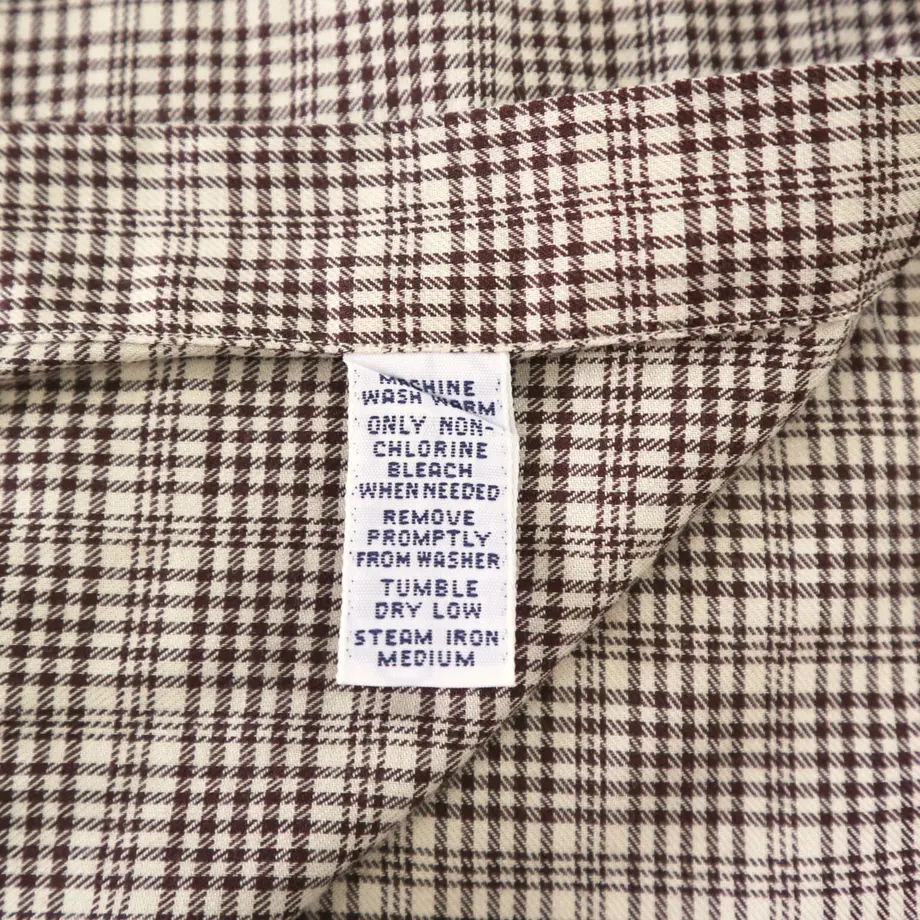 MACHINE
WASH WARM
ONLY NON-
CHLORINE
BLEACH
WHEN NEEDED
REMOVE
PROMPTLY
FROM WASHER
TUMBLE
DRY LOW
STEAM IRON
MEDIUM